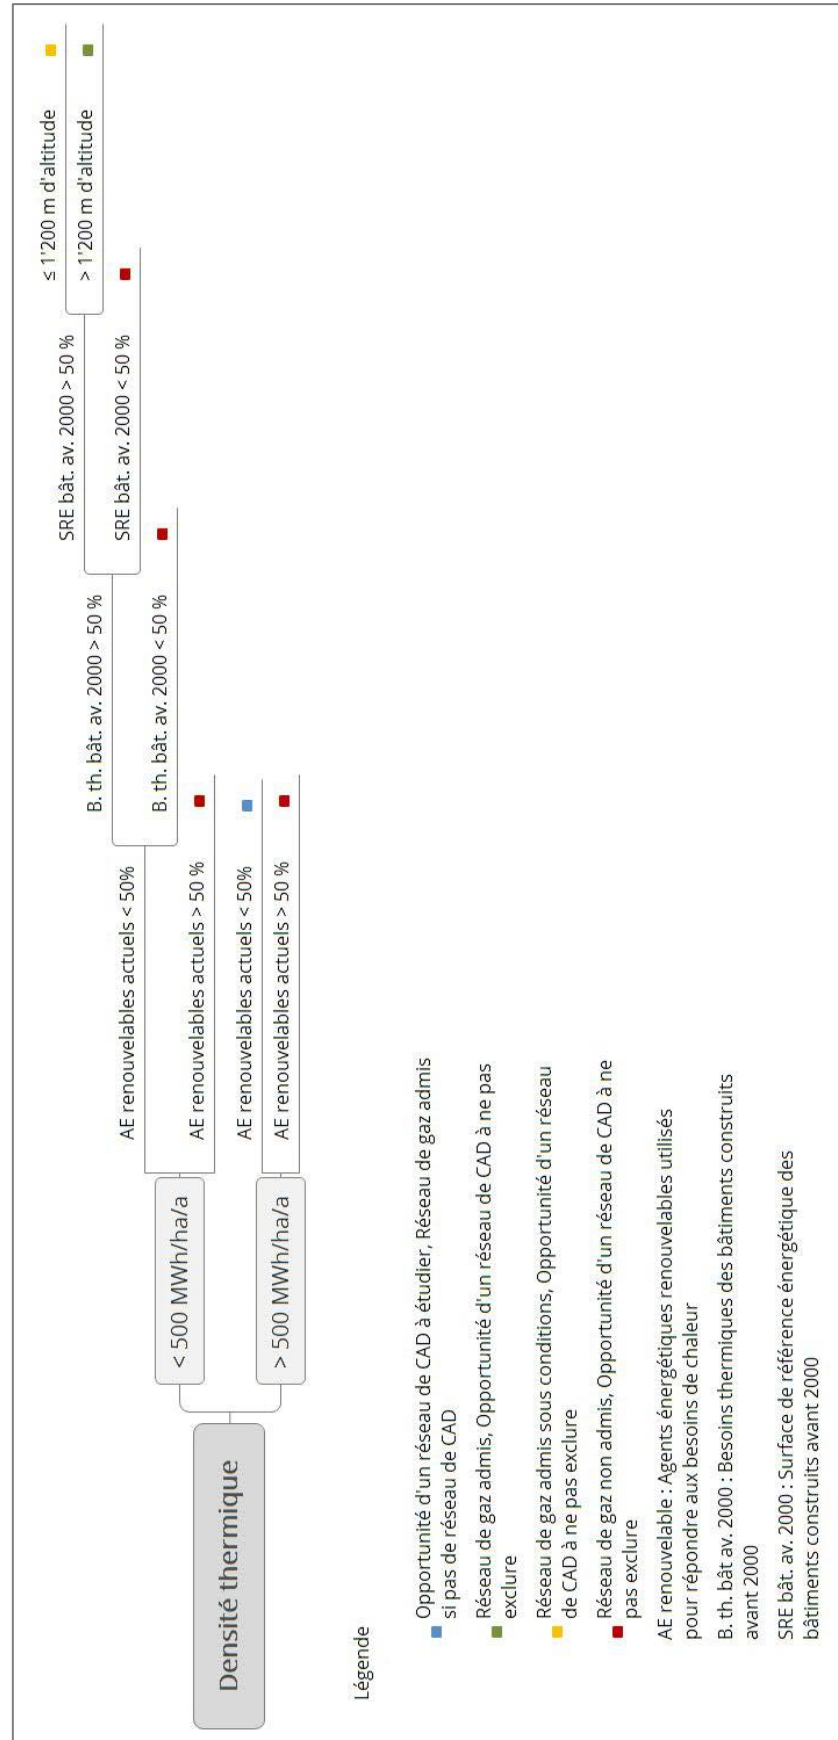 Densité thermique
< 500 MWh/ha/a
> 500 MWh/ha/a
AE renouvelables actuels < 50%
AE renouvelables actuels > 50 %
AE renouvelables actuels < 50%
AE renouvelables actuels > 50 %
B. th. bât. av. 2000 > 50 %
B. th. bât. av. 2000 < 50 %
SRE bât. av. 2000 > 50 %
SRE bât. av. 2000 < 50 %
≤ 1'200 m d'altitude
> 1'200 m d'altitude
Légende
Opportunité d'un réseau de CAD à étudier, Réseau de gaz admis
si pas de réseau de CAD
Réseau de gaz admis, Opportunité d'un réseau de CAD à ne pas
exclure
Réseau de gaz admis sous conditions, Opportunité d'un réseau
de CAD à ne pas exclure
Réseau de gaz non admis, Opportunité d'un réseau de CAD à ne
pas exclure
AE renouvelable : Agents énergétiques renouvelables utilisés
pour répondre aux besoins de chaleur
B. th. bât av. 2000 : Besoins thermiques des bâtiments construits
avant 2000
SRE bât. av. 2000 : Surface de référence énergétique des
bâtiments construits avant 2000